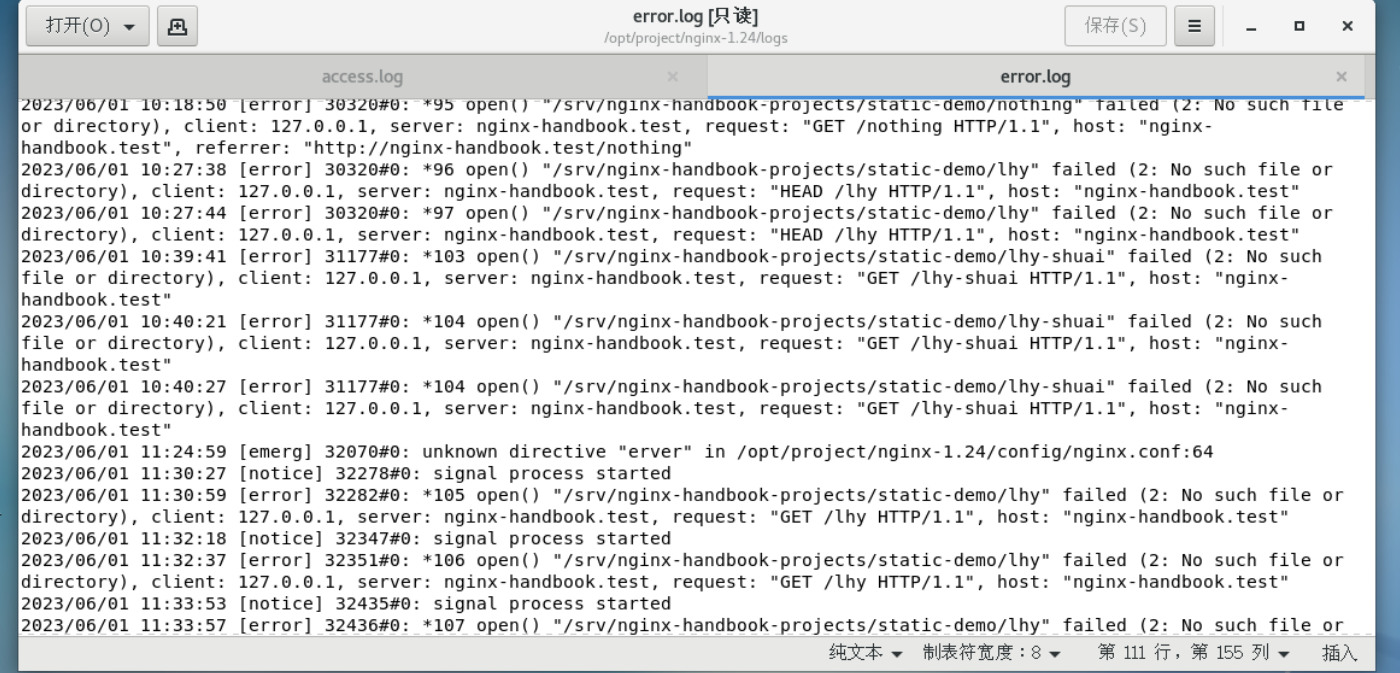 打开(O)
error.log [只读]
/opt/project/nginx-1.24/logs
保存(S)
access.log
error.log
2023/06/01 10:18:50 [error] 30320#0: *95 open() "/srv/nginx-handbook-projects/static-demo/nothing" failed (2: No such file
or directory), client: 127.0.0.1, server: nginx-handbook.test, request: "GET /nothing HTTP/1.1", host: "nginx-
handbook.test", referrer: "http://nginx-handbook.test/nothing"
2023/06/01 10:27:38 [error] 30320#0: *96 open() "/srv/nginx-handbook-projects/static-demo/lhy" failed (2: No such file or
directory), client: 127.0.0.1, server: nginx-handbook.test, request: "HEAD /lhy HTTP/1.1", host: "nginx-handbook.test"
2023/06/01 10:27:44 [error] 30320#0: *97 open() "/srv/nginx-handbook-projects/static-demo/lhy" failed (2: No such file or
directory), client: 127.0.0.1, server: nginx-handbook.test, request: "HEAD /lhy HTTP/1.1", host: "nginx-handbook.test"
2023/06/01 10:39:41 [error] 31177#0: *103 open() "/srv/nginx-handbook-projects/static-demo/lhy-shuai" failed (2: No such
file or directory), client: 127.0.0.1, server: nginx-handbook.test, request: "GET /lhy-shuai HTTP/1.1", host: "nginx-
handbook.test"
2023/06/01 10:40:21 [error] 31177#0: *104 open() "/srv/nginx-handbook-projects/static-demo/lhy-shuai" failed (2: No such
file or directory), client: 127.0.0.1, server: nginx-handbook.test, request: "GET /lhy-shuai HTTP/1.1", host: "nginx-
handbook.test"
2023/06/01 10:40:27 [error] 31177#0: *104 open() "/srv/nginx-handbook-projects/static-demo/lhy-shuai" failed (2: No such
file or directory), client: 127.0.0.1, server: nginx-handbook.test, request: "GET /lhy-shuai HTTP/1.1", host: "nginx-
handbook.test"
2023/06/01 11:24:59 [emerg] 32070#0: unknown directive "erver" in /opt/project/nginx-1.24/config/nginx.conf:64
2023/06/01 11:30:27 [notice] 32278#0: signal process started
2023/06/01 11:30:59 [error] 32282#0: *105 open() "/srv/nginx-handbook-projects/static-demo/lhy" failed (2: No such file or
directory), client: 127.0.0.1, server: nginx-handbook.test, request: "GET /lhy HTTP/1.1", host: "nginx-handbook.test"
2023/06/01 11:32:18 [notice] 32347#0: signal process started
2023/06/01 11:32:37 [error] 32351#0: *106 open() "/srv/nginx-handbook-projects/static-demo/lhy" failed (2: No such file or
directory), client: 127.0.0.1, server: nginx-handbook.test, request: "GET /lhy HTTP/1.1", host: "nginx-handbook.test"
2023/06/01 11:33:53 [notice] 32435#0: signal process started
2023/06/01 11:33:57 [error] 32436#0: *107 open() "/srv/nginx-handbook-projects/static-demo/lhy" failed (2: No such file or
纯文本 制表符宽度：8 第 111 行，第 155 列 插入